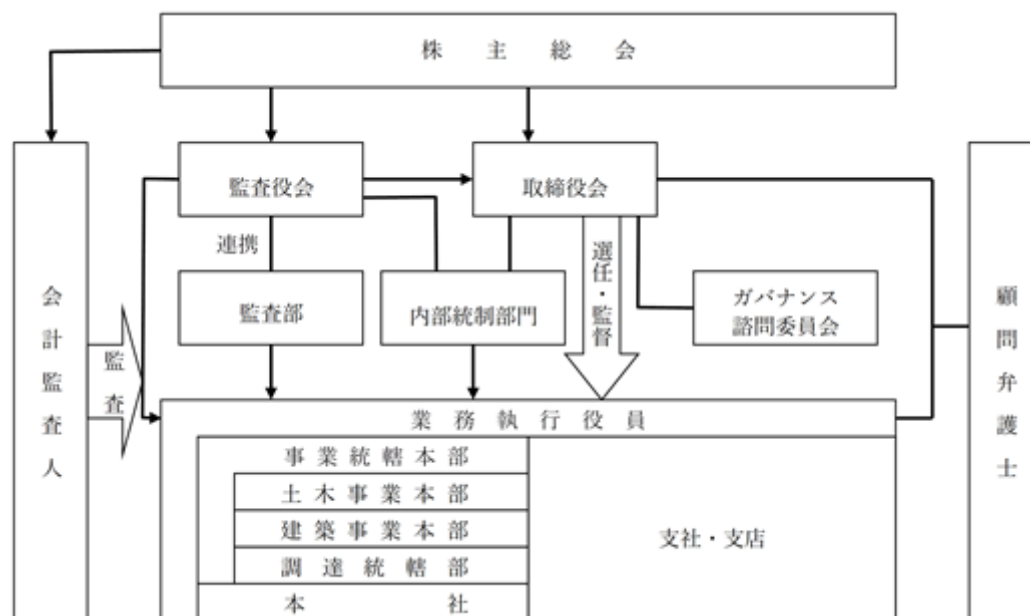 株主総会
監査役会
取締役会
連携
監査部
内部統制部門
選任・監督
ガバナンス
諮問委員会
会計監査人
監査
顧問弁護士
業務執行役員
事業統轄本部
土木事業本部
建築事業本部
調達統轄部
本社
支社・支店